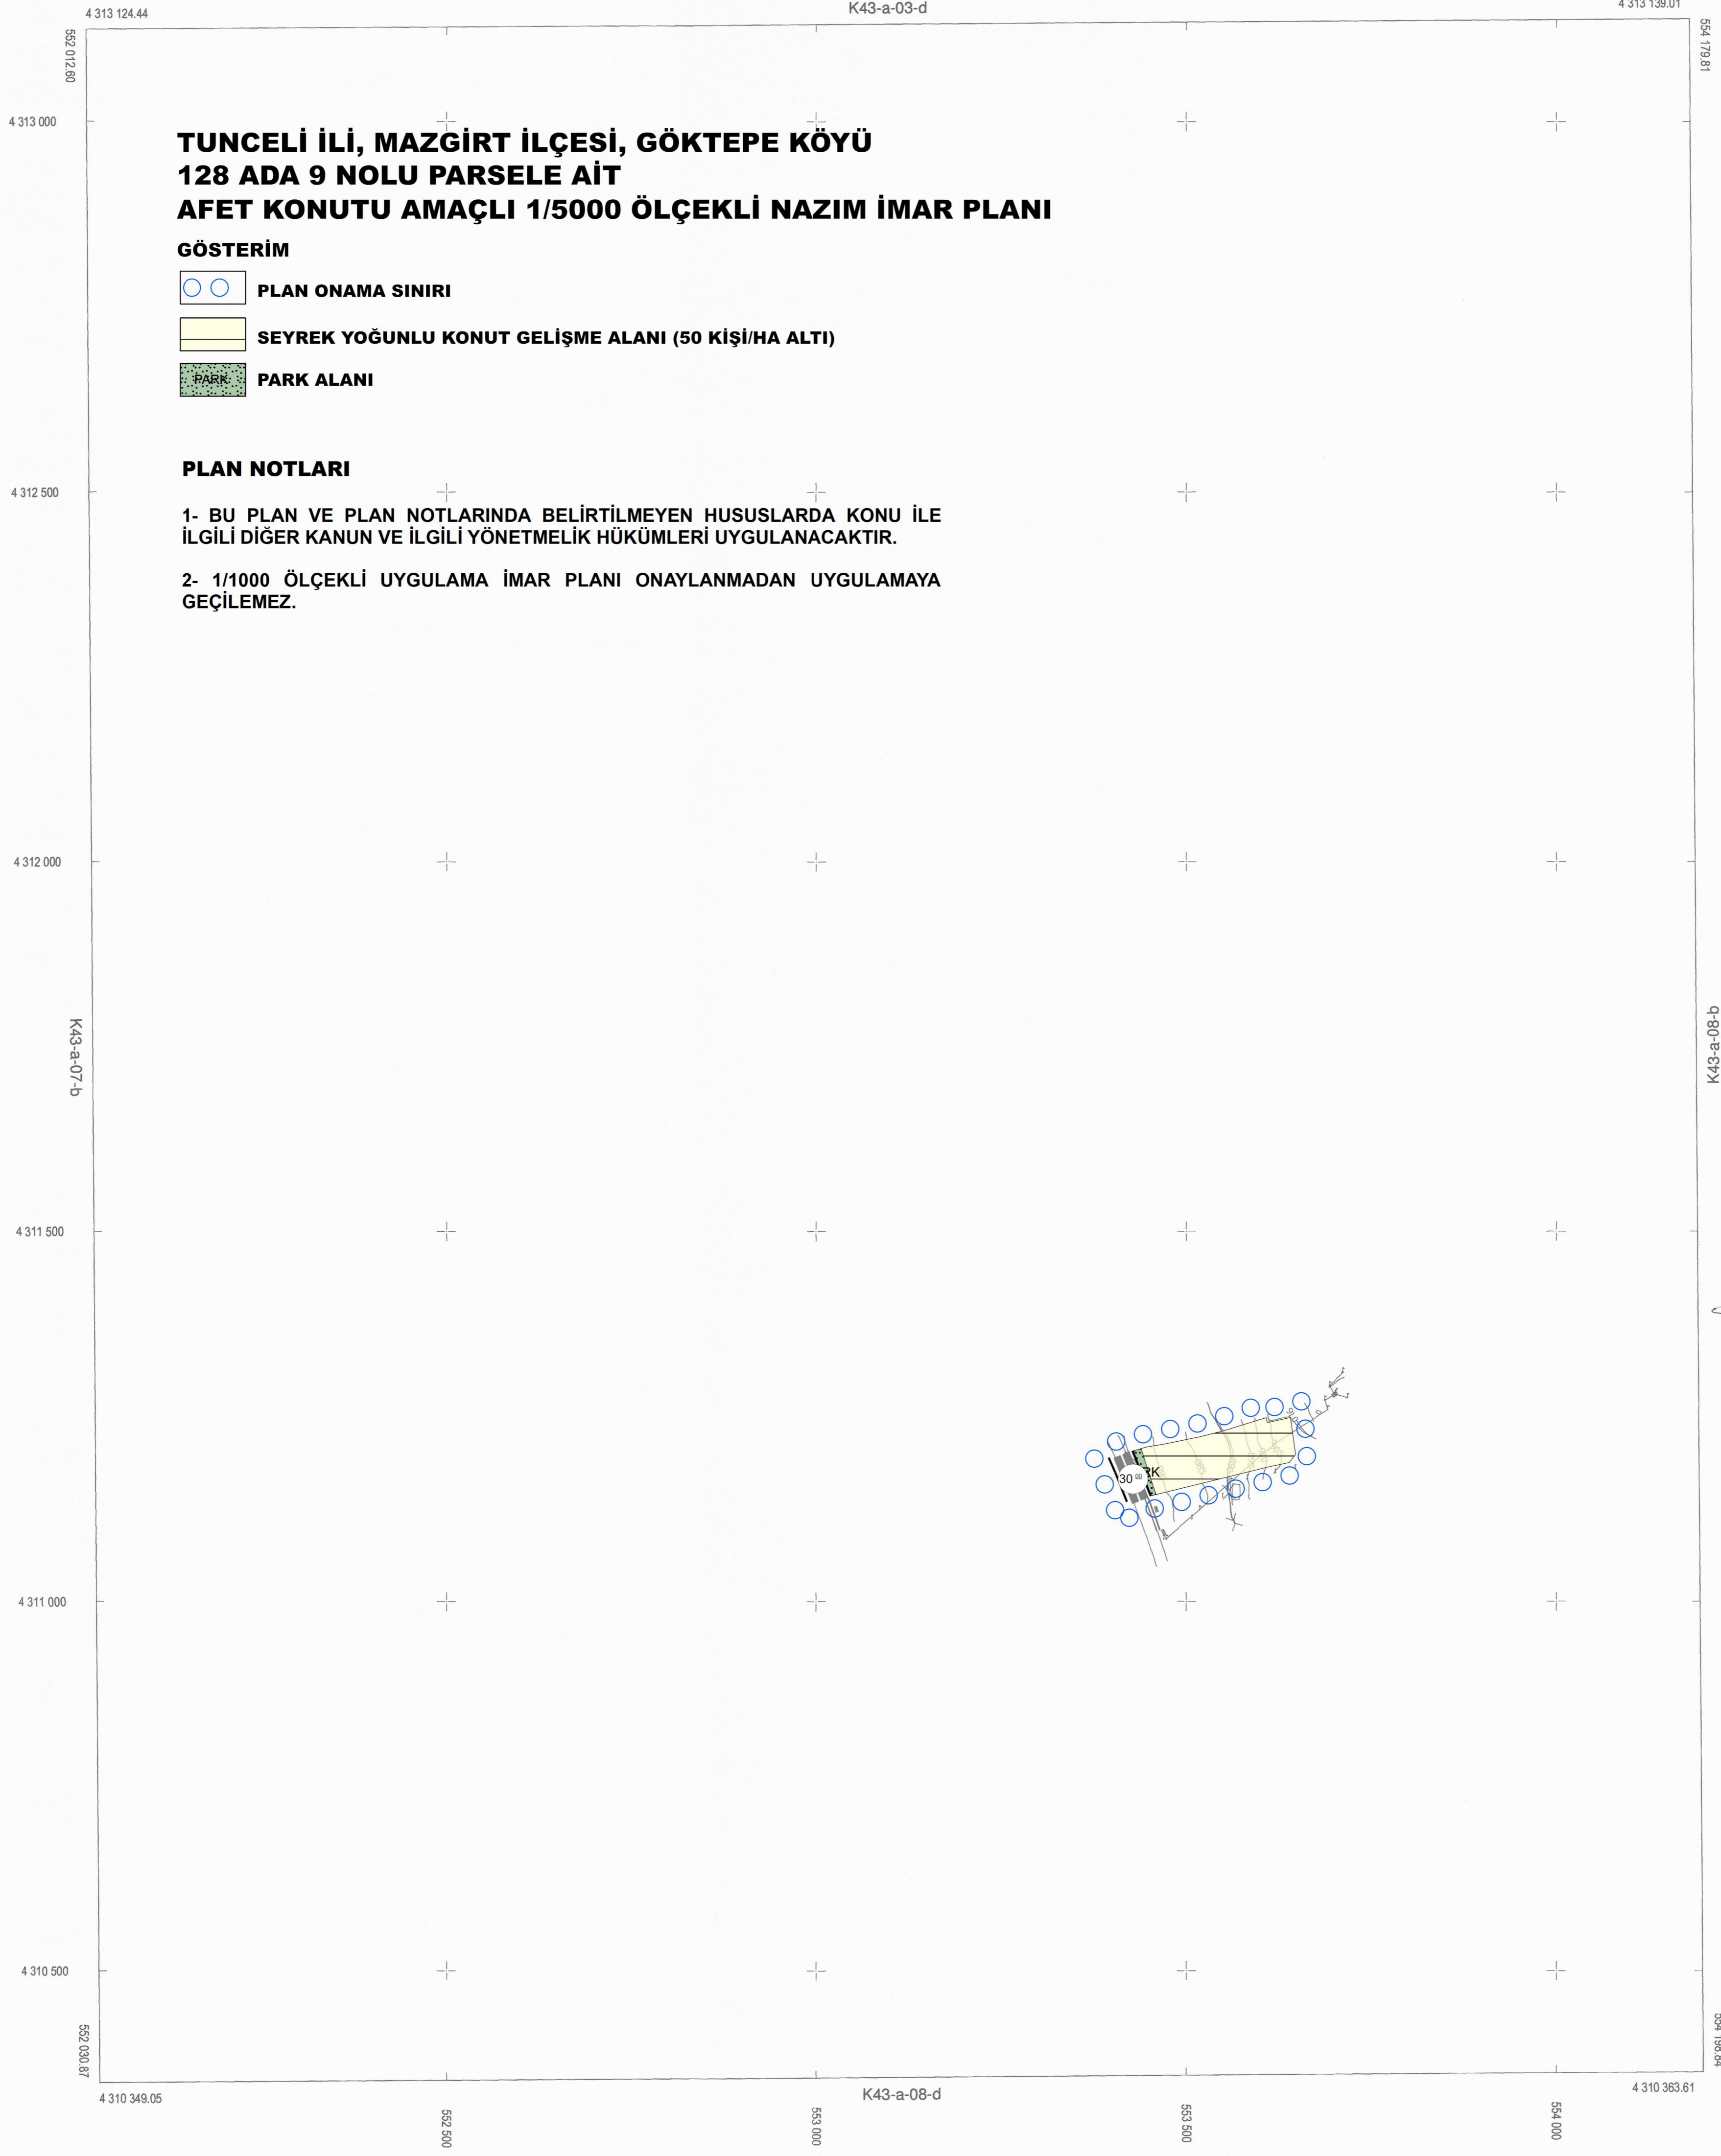 4 313 124.44
K43-a-03-d
4 313 139.01
552 012.60
554 179.81
4 313 000
TUNCELİ İLİ, MAZGİRT İLÇESİ, GÖKTEPE KÖYÜ
128 ADA 9 NOLU PARSELE AİT
AFET KONUTU AMAÇLI 1/5000 ÖLÇEKLİ NAZIM İMAR PLANI
GÖSTERİM
PLAN ONAMA SINIRI
SEYREK YOĞUNLU KONUT GELİŞME ALANI (50 KİŞİ/HA ALTI)
PARK PARK ALANI
PLAN NOTLARI
4 312 500
1- BU PLAN VE PLAN NOTLARINDA BELİRTİLMEYEN HUSUSLARDA KONU İLE
İLGİLİ DİĞER KANUN VE İLGİLİ YÖNETMELİK HÜKÜMLERİ UYGULANACAKTIR.
2- 1/1000 ÖLÇEKLİ UYGULAMA İMAR PLANI ONAYLANMADAN UYGULAMAYA
GEÇİLEMEZ.
4 312 000
K43-a-07-b
K43-a-08-b
4 311 500
30 00
4 311 000
4 310 500
552 030.87
4 310 349.05
K43-a-08-d
4 310 363.61
552 500
553 000
553 500
554 000